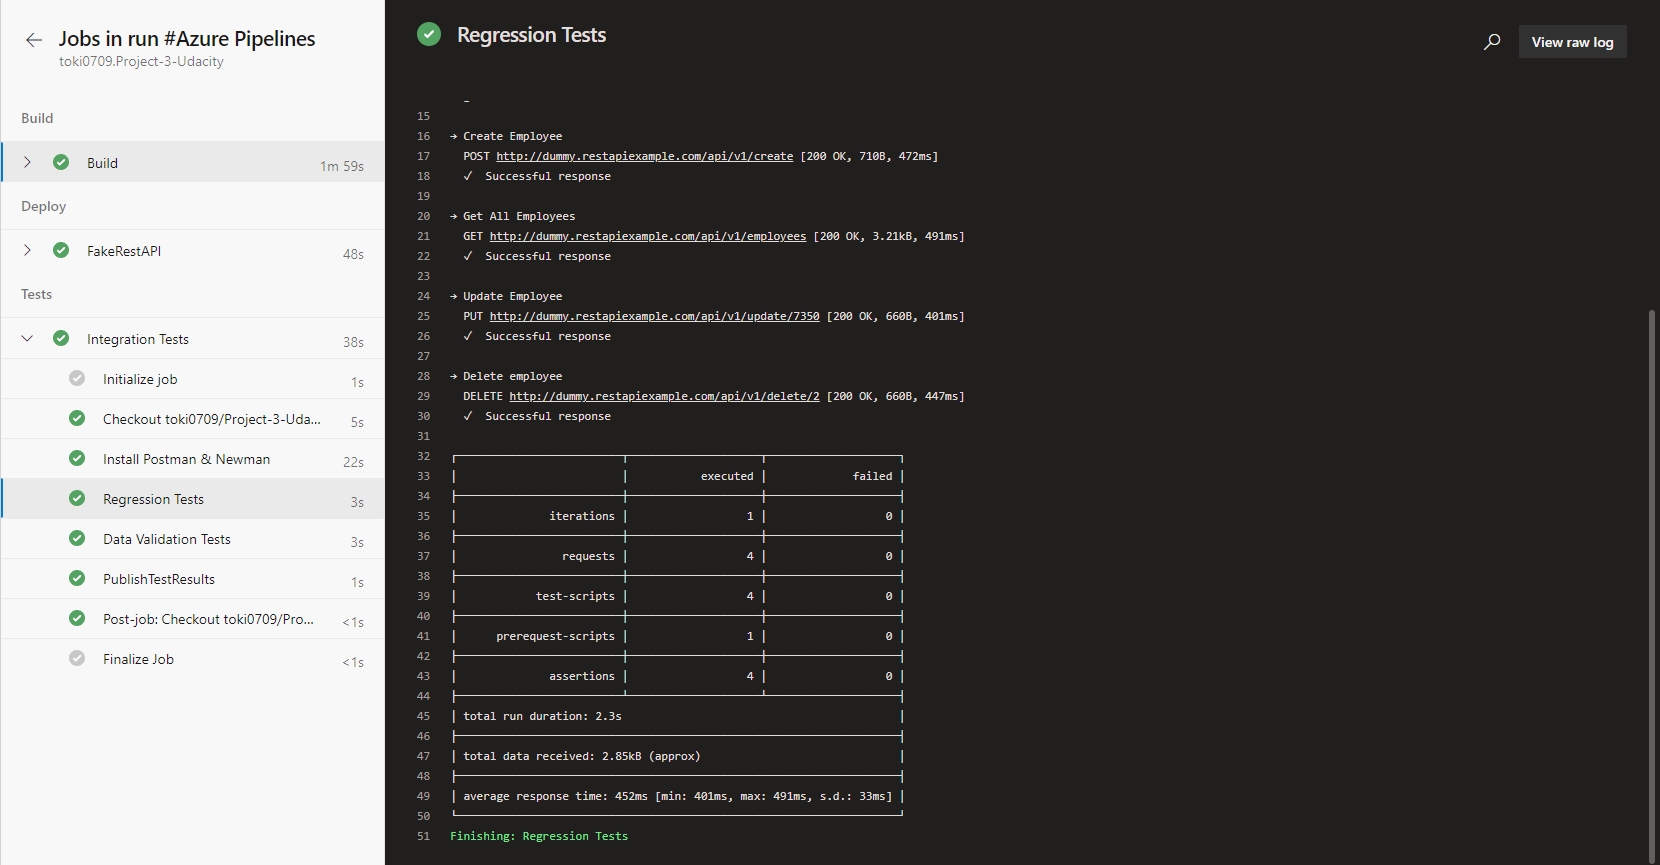 Jobs in run #Azure Pipelines
toki0709.Project-3-Udacity
Build
Build 1m 59s
Deploy
FakeRestAPI 48s
Tests
Integration Tests 38s
Initialize job 1s
Checkout toki0709/Project-3-Uda... 5s
Install Postman & Newman 22s
Regression Tests 3s
Data Validation Tests 3s
PublishTestResults 1s
Post-job: Checkout toki0709/Pro... <1s
Finalize Job <1s
Regression Tests
View raw log
15
16 → Create Employee
17 POST http://dummy.restapiexample.com/api/v1/create [200 OK, 710B, 472ms]
18 ✓ Successful response
19
20 → Get All Employees
21 GET http://dummy.restapiexample.com/api/v1/employees [200 OK, 3.21kB, 491ms]
22 ✓ Successful response
23
24 → Update Employee
25 PUT http://dummy.restapiexample.com/api/v1/update/7350 [200 OK, 660B, 401ms]
26 ✓ Successful response
27
28 → Delete employee
29 DELETE http://dummy.restapiexample.com/api/v1/delete/2 [200 OK, 660B, 447ms]
30 ✓ Successful response
31
32
33 executed failed
34
35 iterations 1 0
36
37 requests 4 0
38
39 test-scripts 4 0
40
41 prerequest-scripts 1 0
42
43 assertions 4 0
44
45 total run duration: 2.3s
46
47 total data received: 2.85kB (approx)
48
49 average response time: 452ms [min: 401ms, max: 491ms, s.d.: 33ms]
50
51 Finishing: Regression Tests